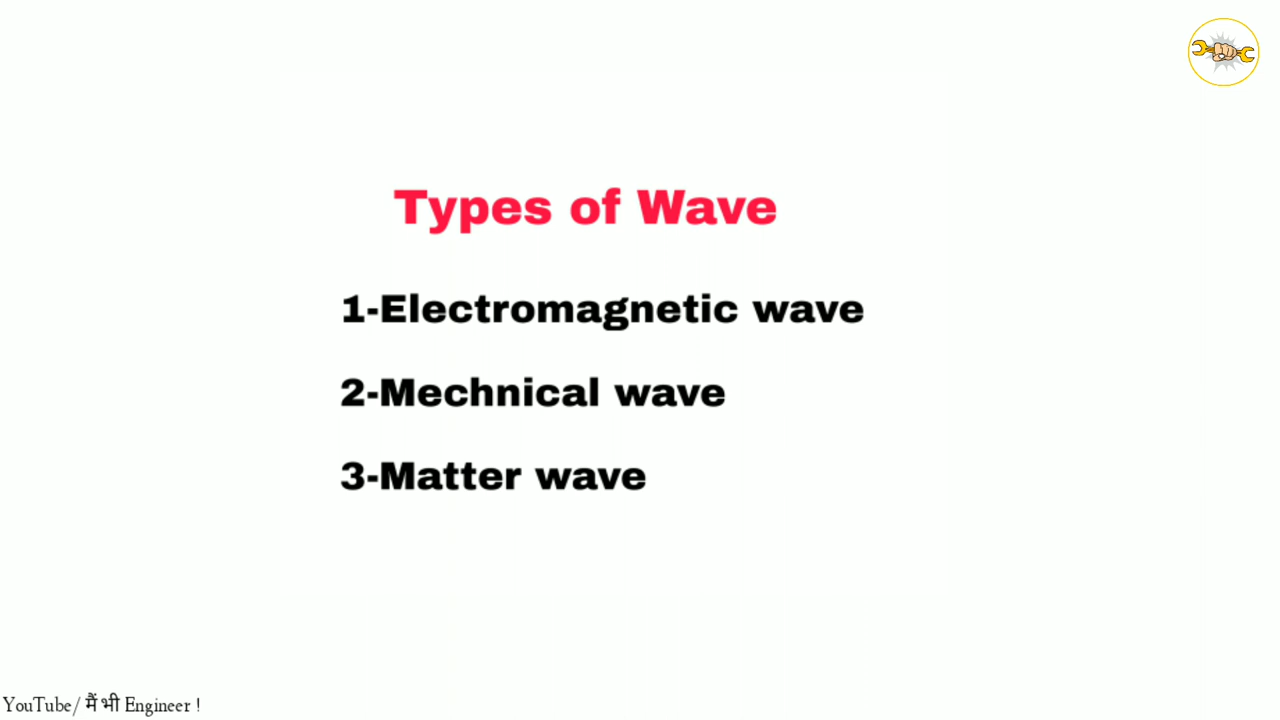 Types of Wave
1-Electromagnetic wave
2-Mechnical wave
3-Matter wave
YouTube/ मैं भी Engineer !